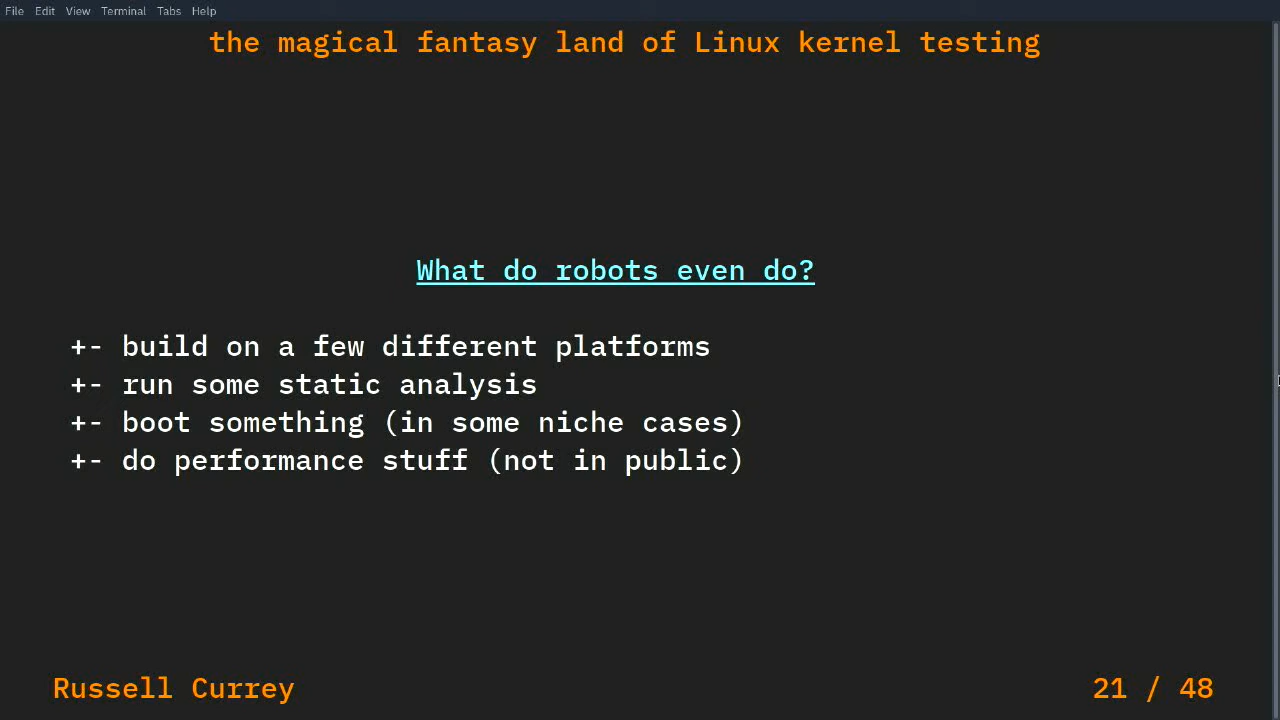 File Edit View Terminal Tabs Help
the magical fantasy land of Linux kernel testing
What do robots even do?
+- build on a few different platforms
+- run some static analysis
+- boot something (in some niche cases)
+- do performance stuff (not in public)
Russell Currey 21 / 48